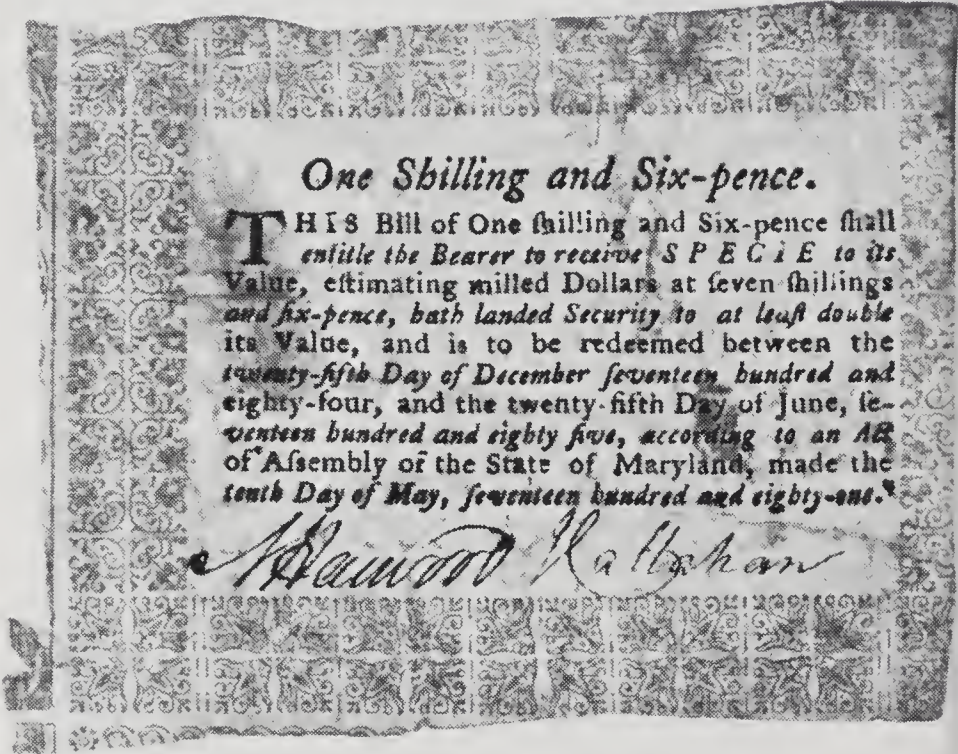 One Shilling and Six-pence.
THIS Bill of One ſhilling and Six-pence ſhall
entitle the Bearer to receive SPECIE to its
Value, eſtimating milled Dollars at ſeven ſhillings
and ſix-pence, hath landed Security to at leaſt double
its Value, and is to be redeemed between the
twenty-fifth Day of December ſeventeen hundred and
eighty-four, and the twenty-fifth Day of June, ſe-
venteen hundred and eighty five, according to an Act
of Aſſembly of the State of Maryland, made the
tenth Day of May, ſeventeen hundred and eighty-one.
Harwood Callahan